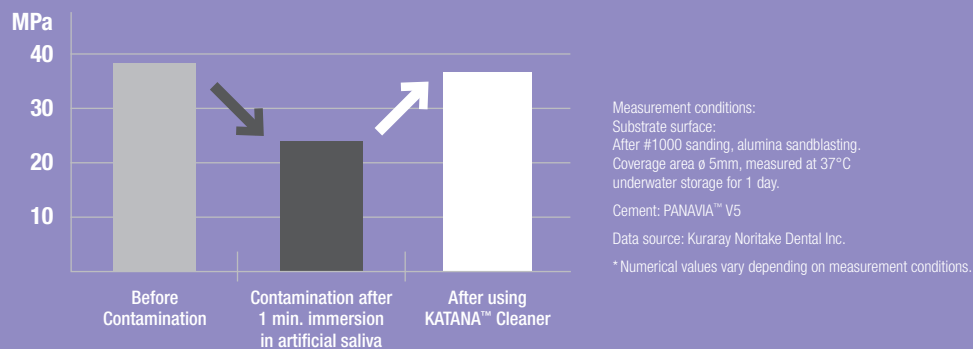 MPa
40
30
20
10
Before
Contamination
Contamination after
1 min. immersion
in artificial saliva
After using
KATANA™ Cleaner
Measurement conditions:
Substrate surface:
After #1000 sanding, alumina sandblasting.
Coverage area ø 5mm, measured at 37°C
underwater storage for 1 day.
Cement: PANAVIA™ V5
Data source: Kuraray Noritake Dental Inc.
* Numerical values vary depending on measurement conditions.